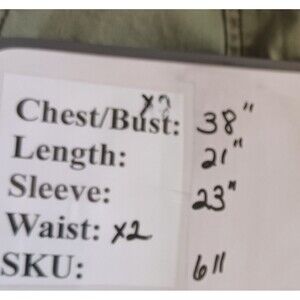 x2
Chest/Bust: 38"
Length: 21"
Sleeve: 23"
Waist: x2
SKU: 611